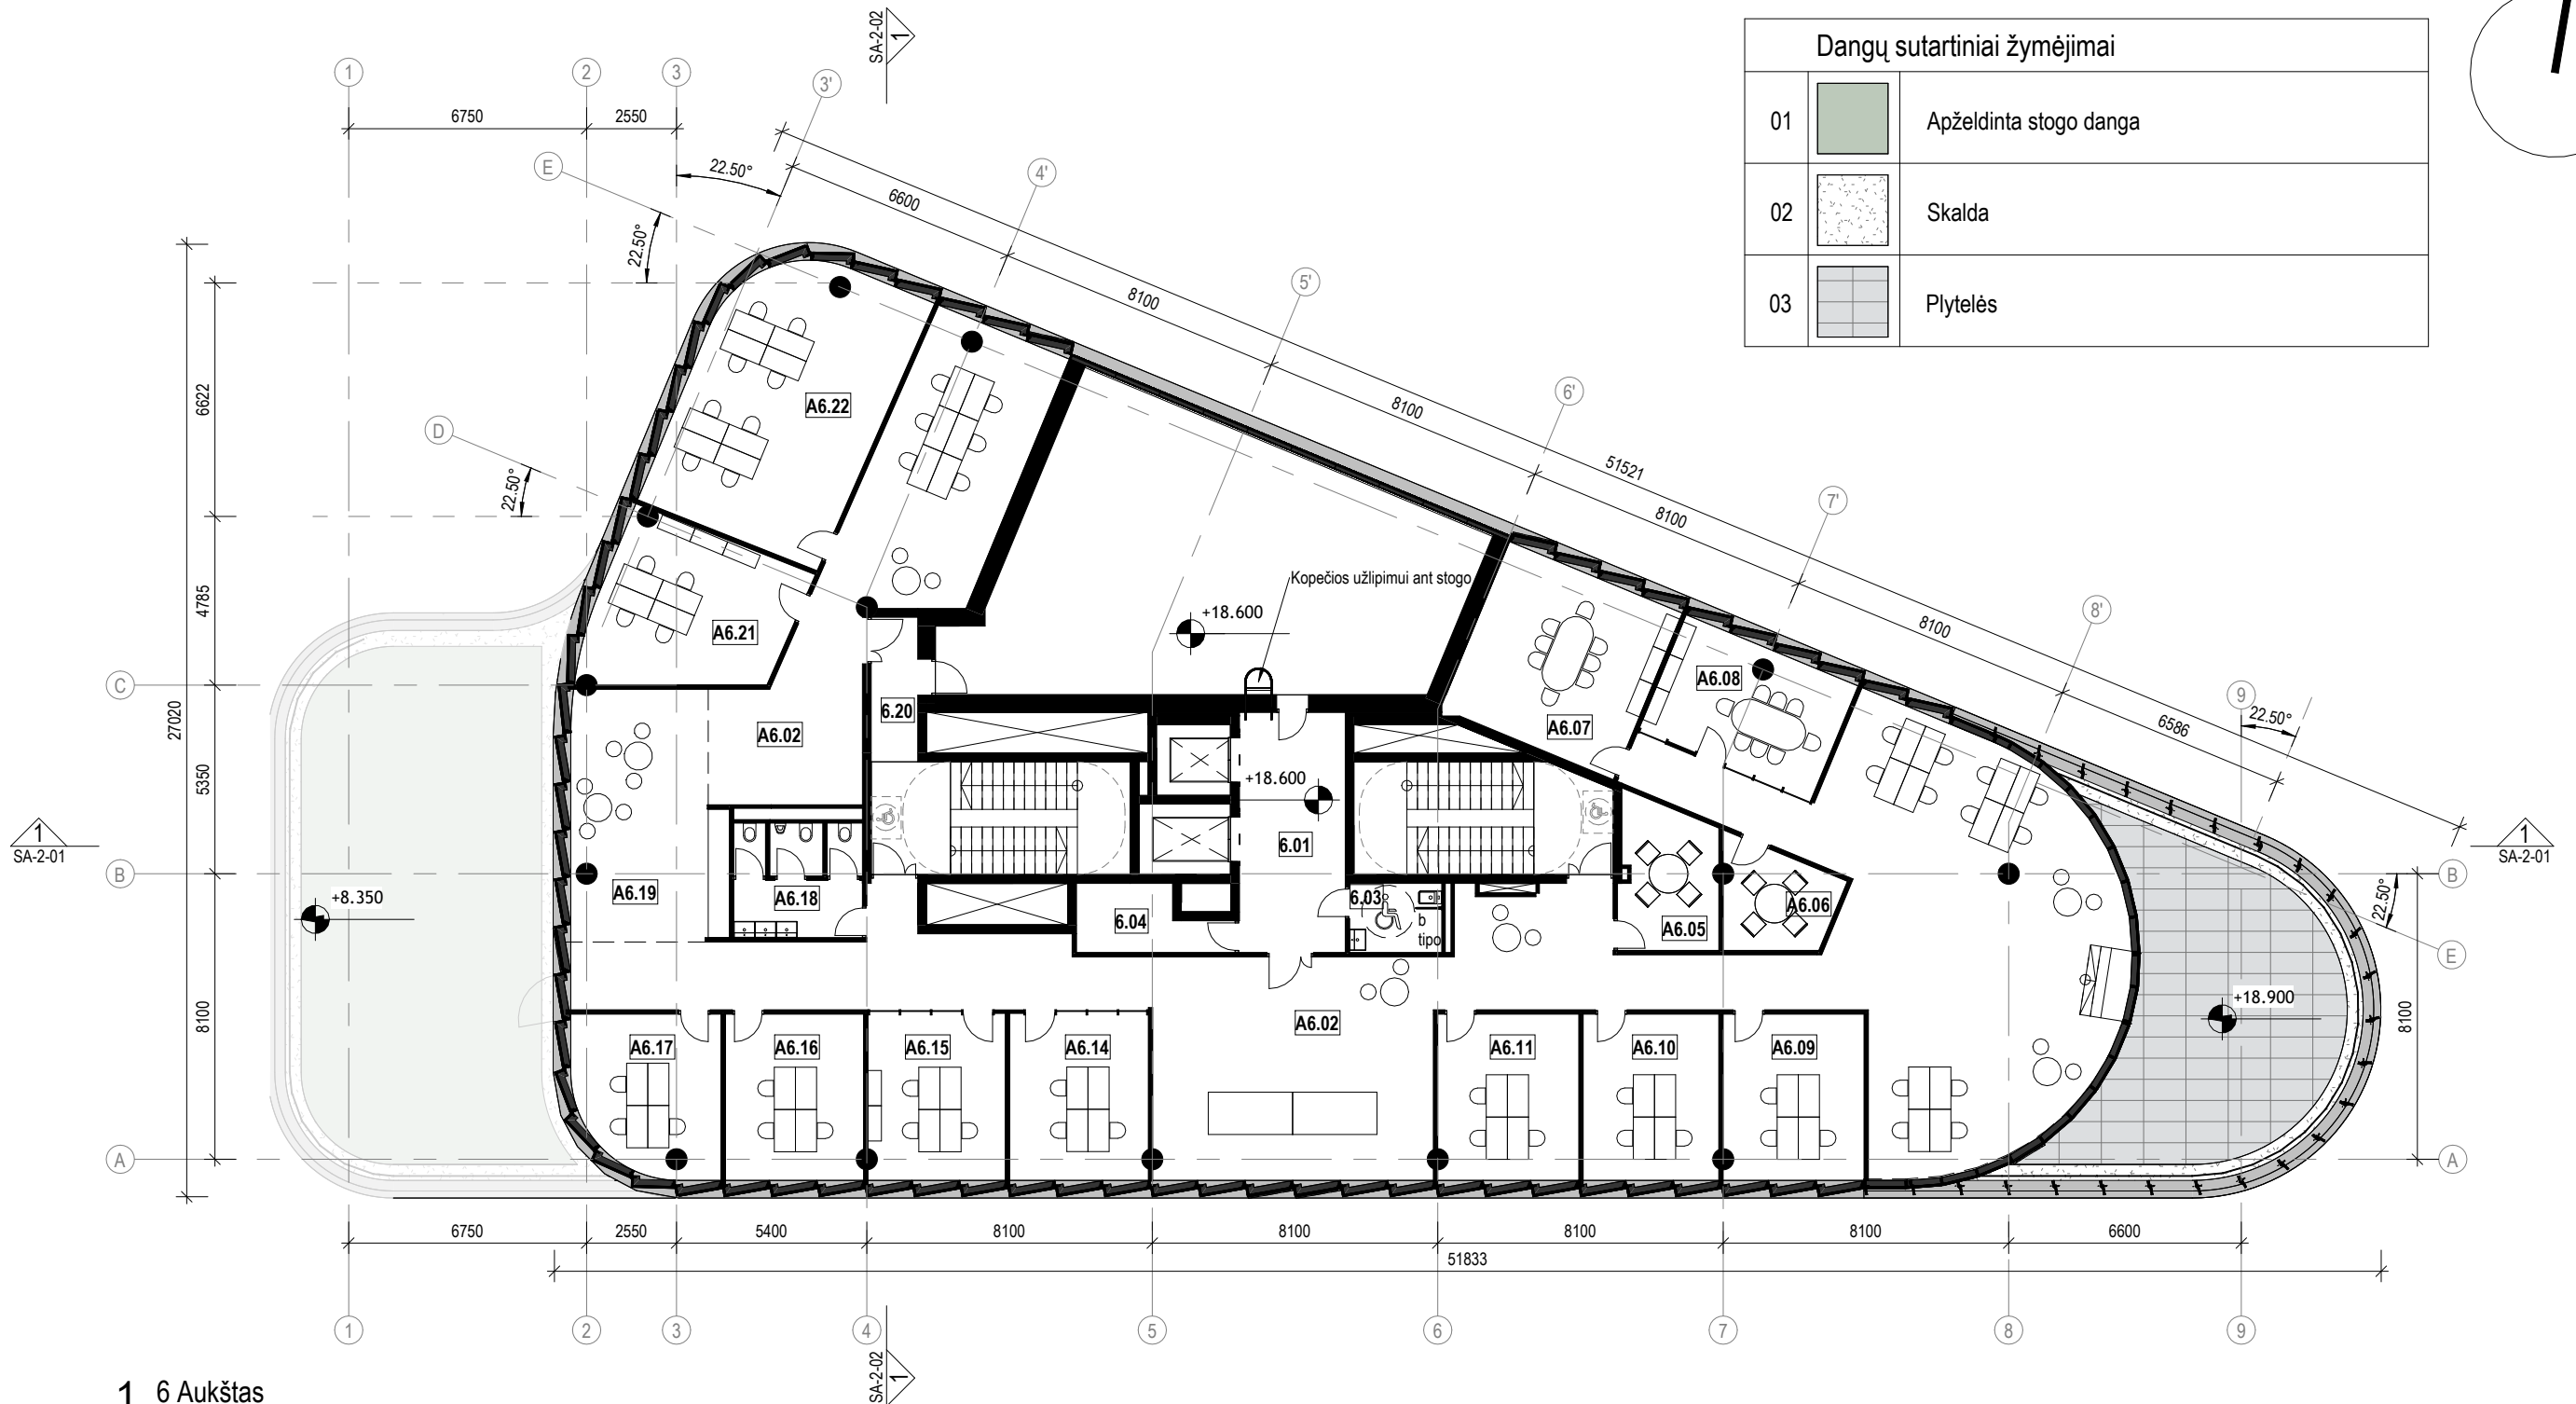 SA-2-02
1
Dangų sutartiniai žymėjimai
01 Apželdinta stogo danga
02 Skalda
03 Plytelės
1 2 3 3' 4' 5' 6' 7' 8' 9
6750 2550
22.50°
E
22.50°
6600
8100
8100
51521
8100
8100
6586
22.50°
D
22.50°
6622
4785
27020
5350
8100
C
B
A
1
SA-2-01
A6.22
A6.21
Kopečios užlipimui ant stogo
+18.600
A6.08
A6.07
6.20
A6.02
+18.600
6.01
A6.19
A6.18
6.04
6.03
b
tipo
A6.05
A6.06
+8.350
+18.900
A6.02
A6.17
A6.16
A6.15
A6.14
A6.11
A6.10
A6.09
1
SA-2-01
B
22.50°
E
8100
A
6750 2550 5400 8100 8100 8100 8100 6600
51833
1 2 3 4 5 6 7 8 9
SA-2-02
1
1 6 Aukštas